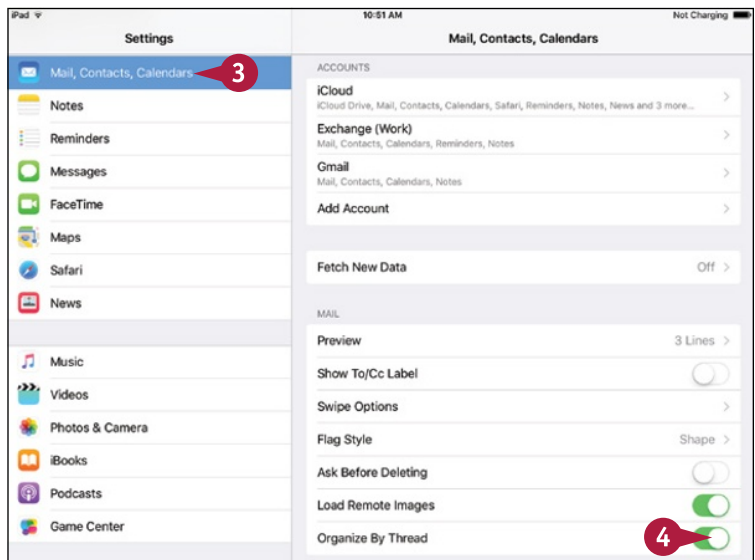 iPad 10:51 AM Not Charging
Settings
Mail, Contacts, Calendars
Mail, Contacts, Calendars 3
Notes
Reminders
Messages
FaceTime
Maps
Safari
News
Music
Videos
Photos & Camera
iBooks
Podcasts
Game Center
ACCOUNTS
iCloud
iCloud Drive, Mail, Contacts, Calendars, Safari, Reminders, Notes, News and 3 more...
Exchange (Work)
Mail, Contacts, Calendars, Reminders, Notes
Gmail
Mail, Contacts, Calendars, Notes
Add Account
Fetch New Data Off
MAIL
Preview 3 Lines
Show To/Cc Label
Swipe Options
Flag Style Shape
Ask Before Deleting
Load Remote Images
Organize By Thread 4